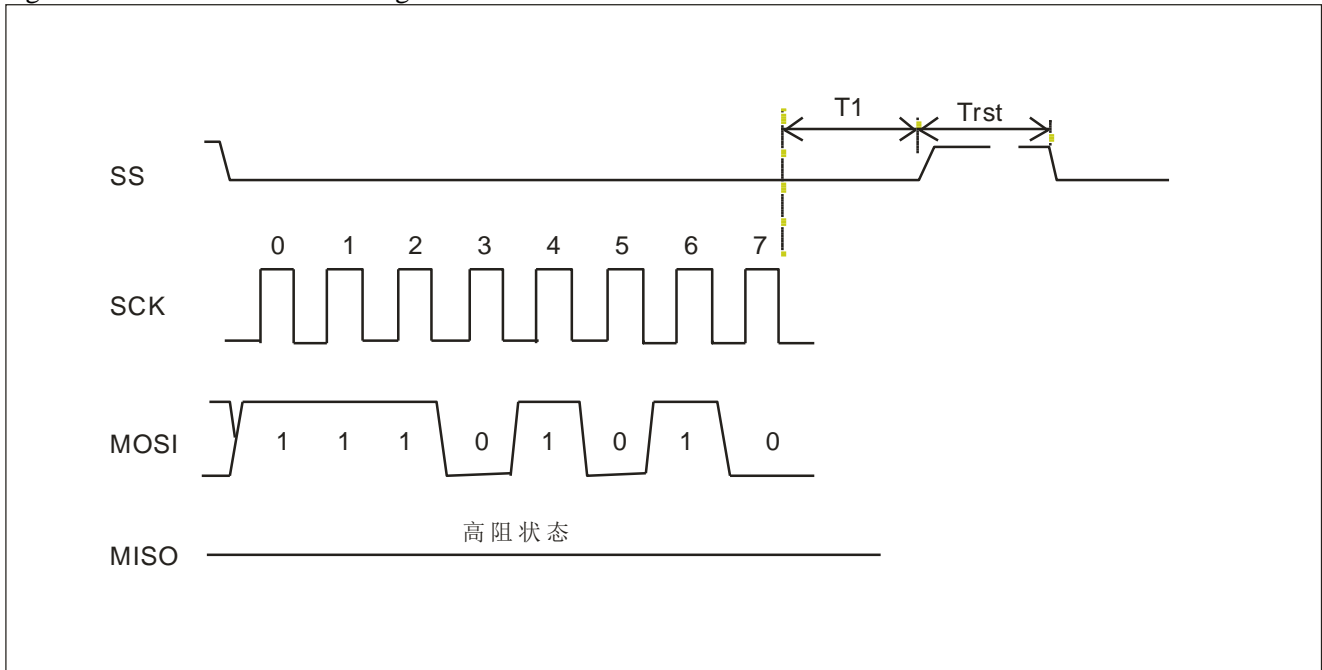 T1 Trst
SS
0 1 2 3 4 5 6 7
SCK
MOSI 1 1 1 0 1 0 1 0
高阻状态
MISO